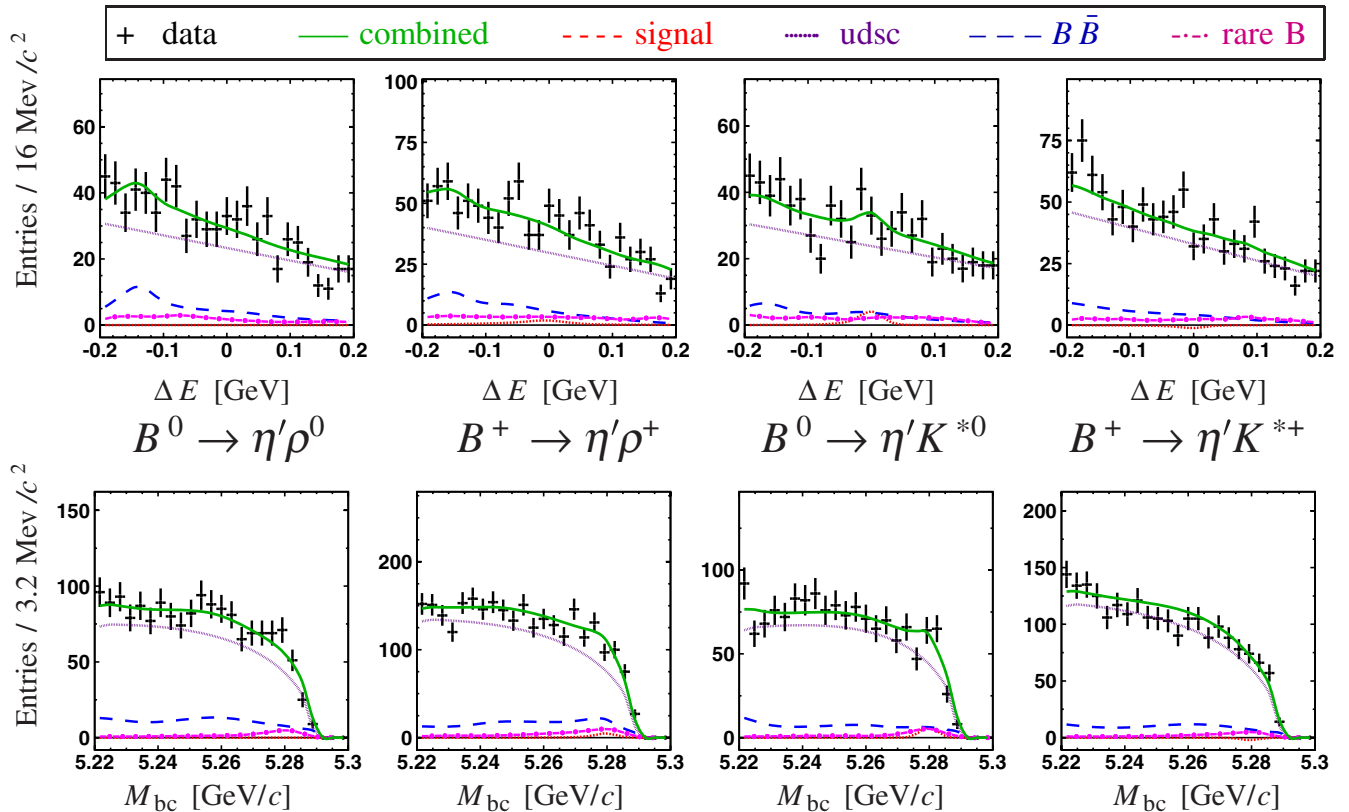 data combined signal udsc B B̄ rare B
Entries / 16 Mev/c²
60
40
20
0
-0.2 -0.1 0 0.1 0.2
Δ E [GeV]
100
75
50
25
0
-0.2 -0.1 0 0.1 0.2
Δ E [GeV]
60
40
20
0
-0.2 -0.1 0 0.1 0.2
Δ E [GeV]
75
50
25
0
-0.2 -0.1 0 0.1 0.2
Δ E [GeV]
B⁰ → η′ρ⁰ B⁺ → η′ρ⁺ B⁰ → η′K*⁰ B⁺ → η′K*⁺
Entries / 3.2 Mev/c²
150
100
50
0
5.22 5.24 5.26 5.28 5.3
M_bc [GeV/c]
200
100
0
5.22 5.24 5.26 5.28 5.3
M_bc [GeV/c]
100
50
0
5.22 5.24 5.26 5.28 5.3
M_bc [GeV/c]
200
150
100
50
0
5.22 5.24 5.26 5.28 5.3
M_bc [GeV/c]